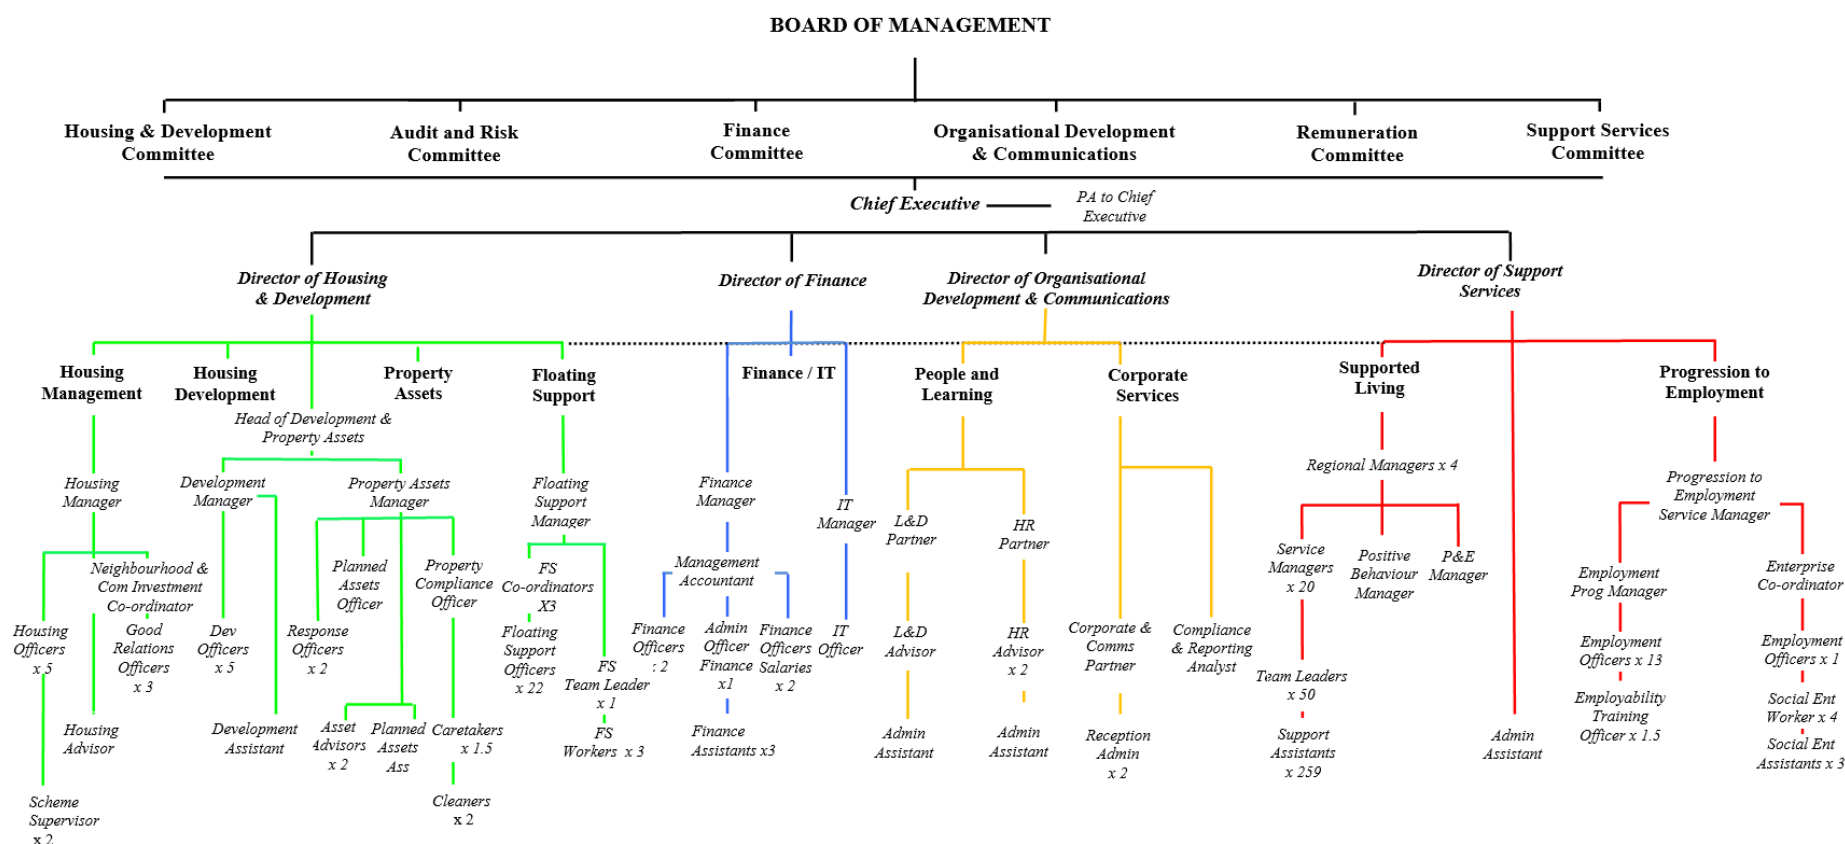 BOARD OF MANAGEMENT
Housing & Development
Committee
Audit and Risk
Committee
Finance
Committee
Organisational Development
& Communications
Remuneration
Committee
Support Services
Committee
Chief Executive
PA to Chief
Executive
Director of Housing
& Development
Director of Finance
Director of Organisational
Development & Communications
Director of Support
Services
Housing
Management
Housing
Development
Property
Assets
Floating
Support
Finance / IT
People and
Learning
Corporate
Services
Supported
Living
Progression to
Employment
Head of Development &
Property Assets
Housing
Manager
Development
Manager
Property Assets
Manager
Floating
Support
Manager
Finance
Manager
IT
Manager
L&D
Partner
HR
Partner
Regional Managers x 4
Progression to
Employment
Service Manager
Neighbourhood &
Com Investment
Co-ordinator
Planned
Assets
Officer
Property
Compliance
Officer
FS
Co-ordinators
X3
Management
Accountant
Service
Managers
x 20
Positive
Behaviour
Manager
P&E
Manager
Employment
Prog Manager
Enterprise
Co-ordinator
Housing
Officers
x 5
Good
Relations
Officers
x 3
Dev
Officers
x 5
Response
Officers
x 2
Floating
Support
Officers
x 22
FS
Team Leader
x 1
Finance
Officers
: 2
Admin
Officer
Finance
x1
Finance
Officers
Salaries
x 2
IT
Officer
L&D
Advisor
HR
Advisor
x 2
Corporate &
Comms
Partner
Compliance
& Reporting
Analyst
Team Leaders
x 50
Employment
Officers x 13
Employment
Officers x 1
Housing
Advisor
Development
Assistant
Asset
Advisors
x 2
Planned
Assets
Ass
Caretakers
x 1.5
FS
Workers x 3
Finance
Assistants x3
Admin
Assistant
Admin
Assistant
Reception
Admin
x 2
Support
Assistants
x 259
Admin
Assistant
Employability
Training
Officer x 1.5
Social Ent
Worker x 4
Social Ent
Assistants x 3
Scheme
Supervisor
x 2
Cleaners
x 2